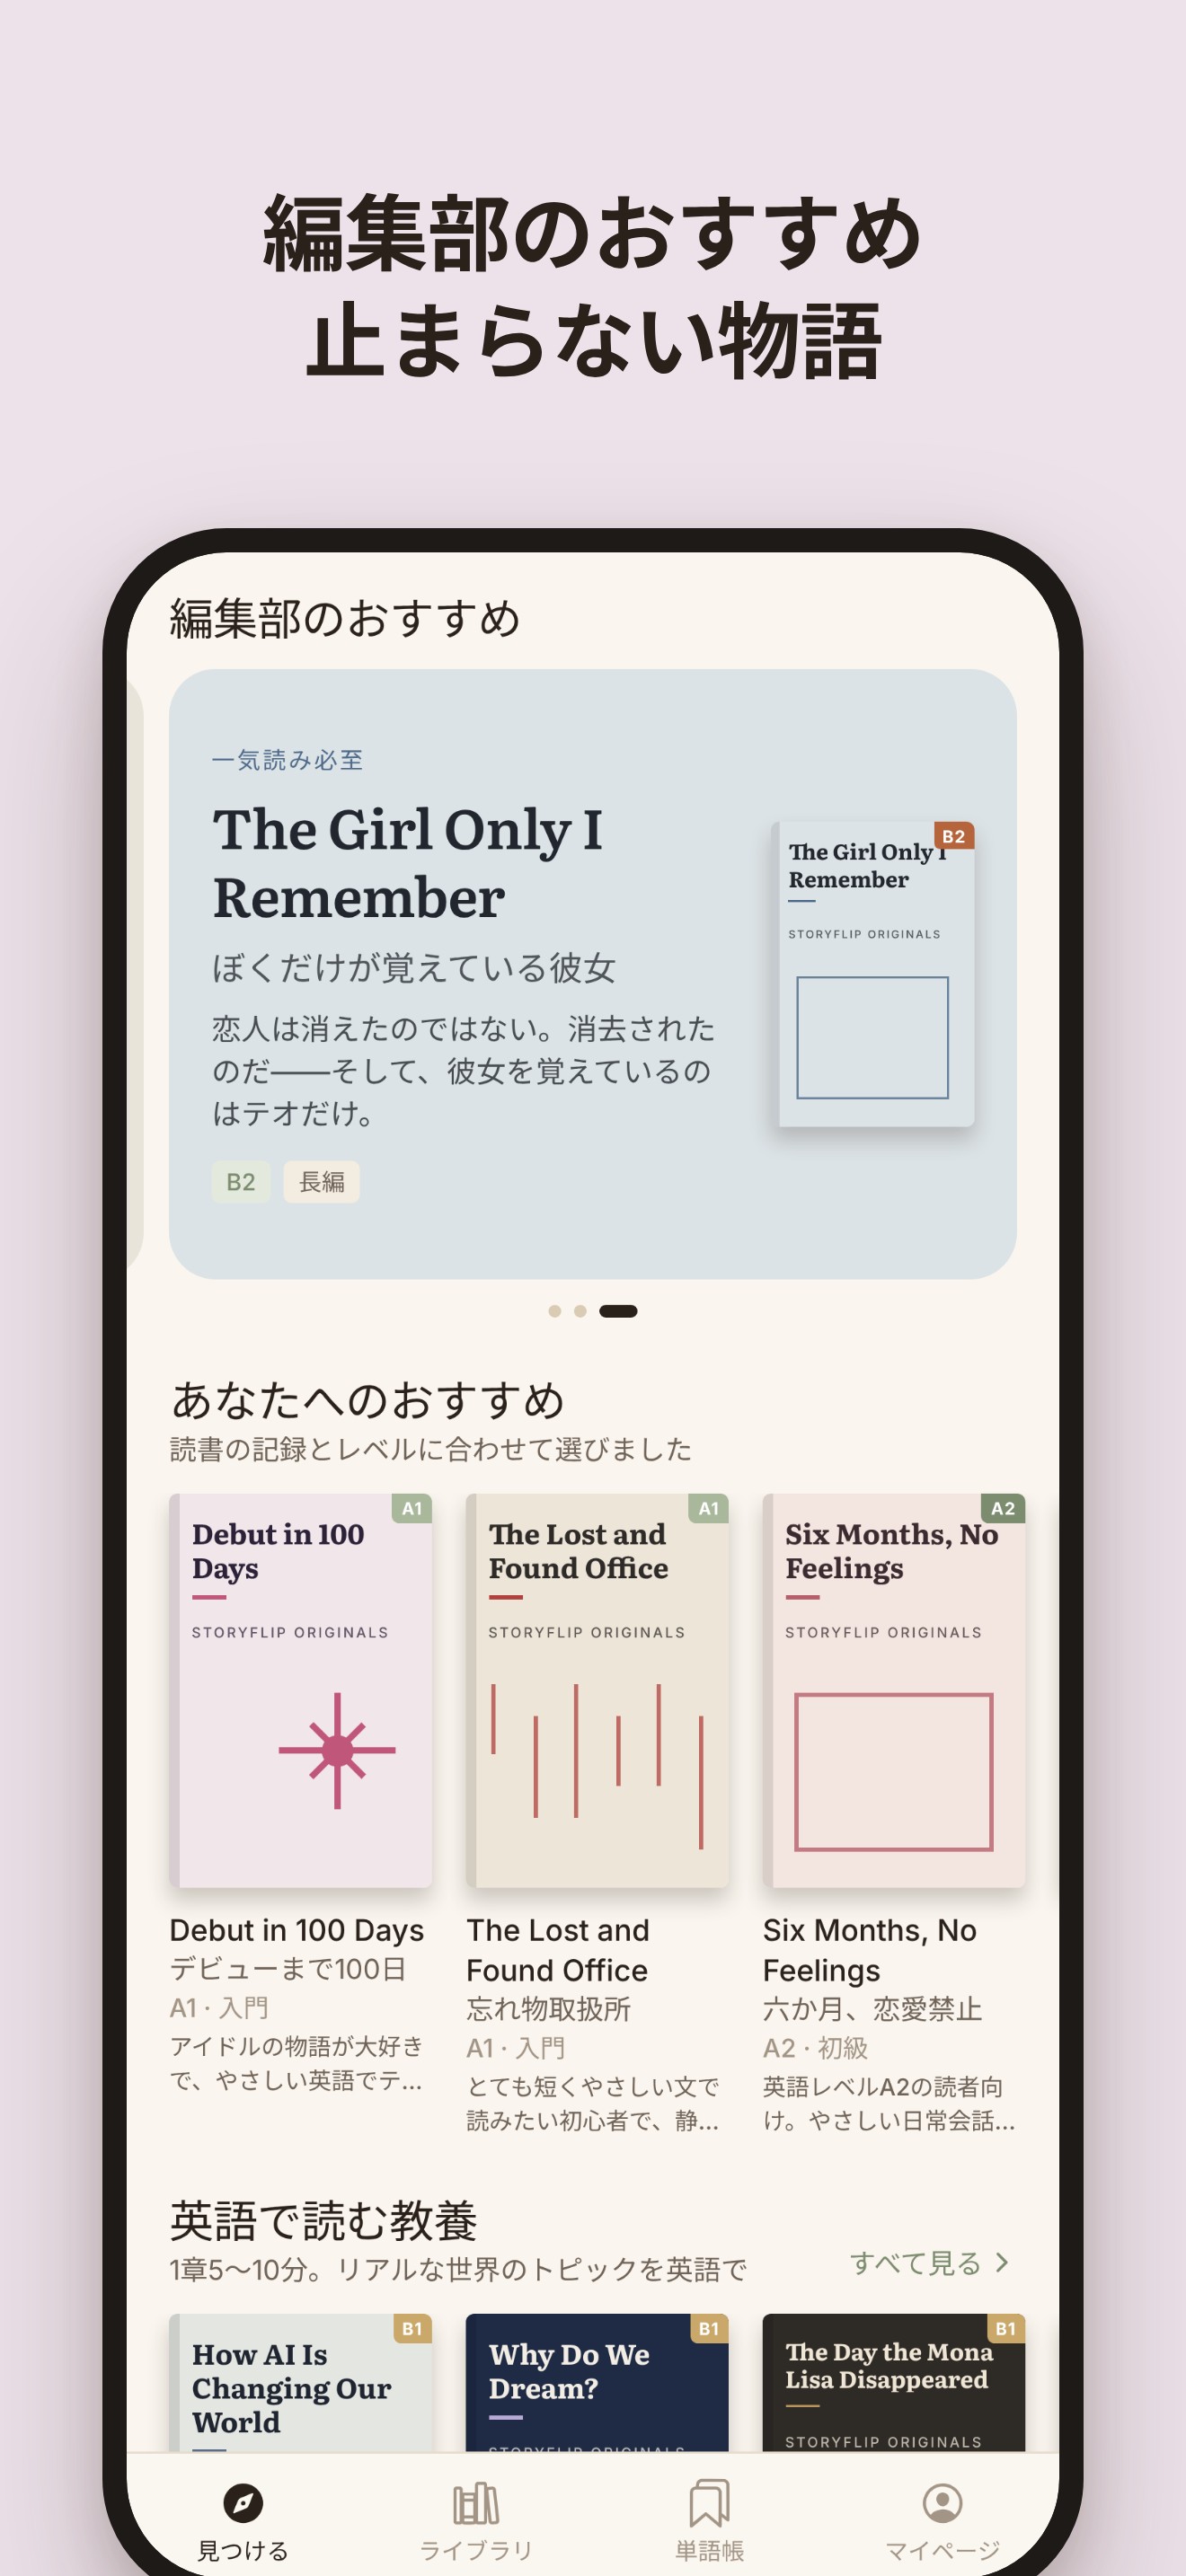 編集部のおすすめ
止まらない物語
編集部のおすすめ
一気読み必至
The Girl Only I
Remember
ぼくだけが覚えている彼女
恋人は消えたのではない。消去された
のだ——そして、彼女を覚えているの
はテオだけ。
B2
長編
B2
The Girl Only I
Remember
STORYFLIP ORIGINALS
あなたへのおすすめ
読書の記録とレベルに合わせて選びました
A1
Debut in 100
Days
STORYFLIP ORIGINALS
Debut in 100 Days
デビューまで100日
A1 · 入門
アイドルの物語が大好き
で、やさしい英語でテ...
A1
The Lost and
Found Office
STORYFLIP ORIGINALS
The Lost and
Found Office
忘れ物取扱所
A1 · 入門
とても短くやさしい文で
読みたい初心者で、静...
A2
Six Months, No
Feelings
STORYFLIP ORIGINALS
Six Months, No
Feelings
六か月、恋愛禁止
A2 · 初級
英語レベルA2の読者向
け。やさしい日常会話...
英語で読む教養
1章5〜10分。リアルな世界のトピックを英語で
すべて見る
B1
How AI Is
Changing Our
World
B1
Why Do We
Dream?
STORYFLIP ORIGINALS
B1
The Day the Mona
Lisa Disappeared
STORYFLIP ORIGINALS
見つける
ライブラリ
単語帳
マイページ